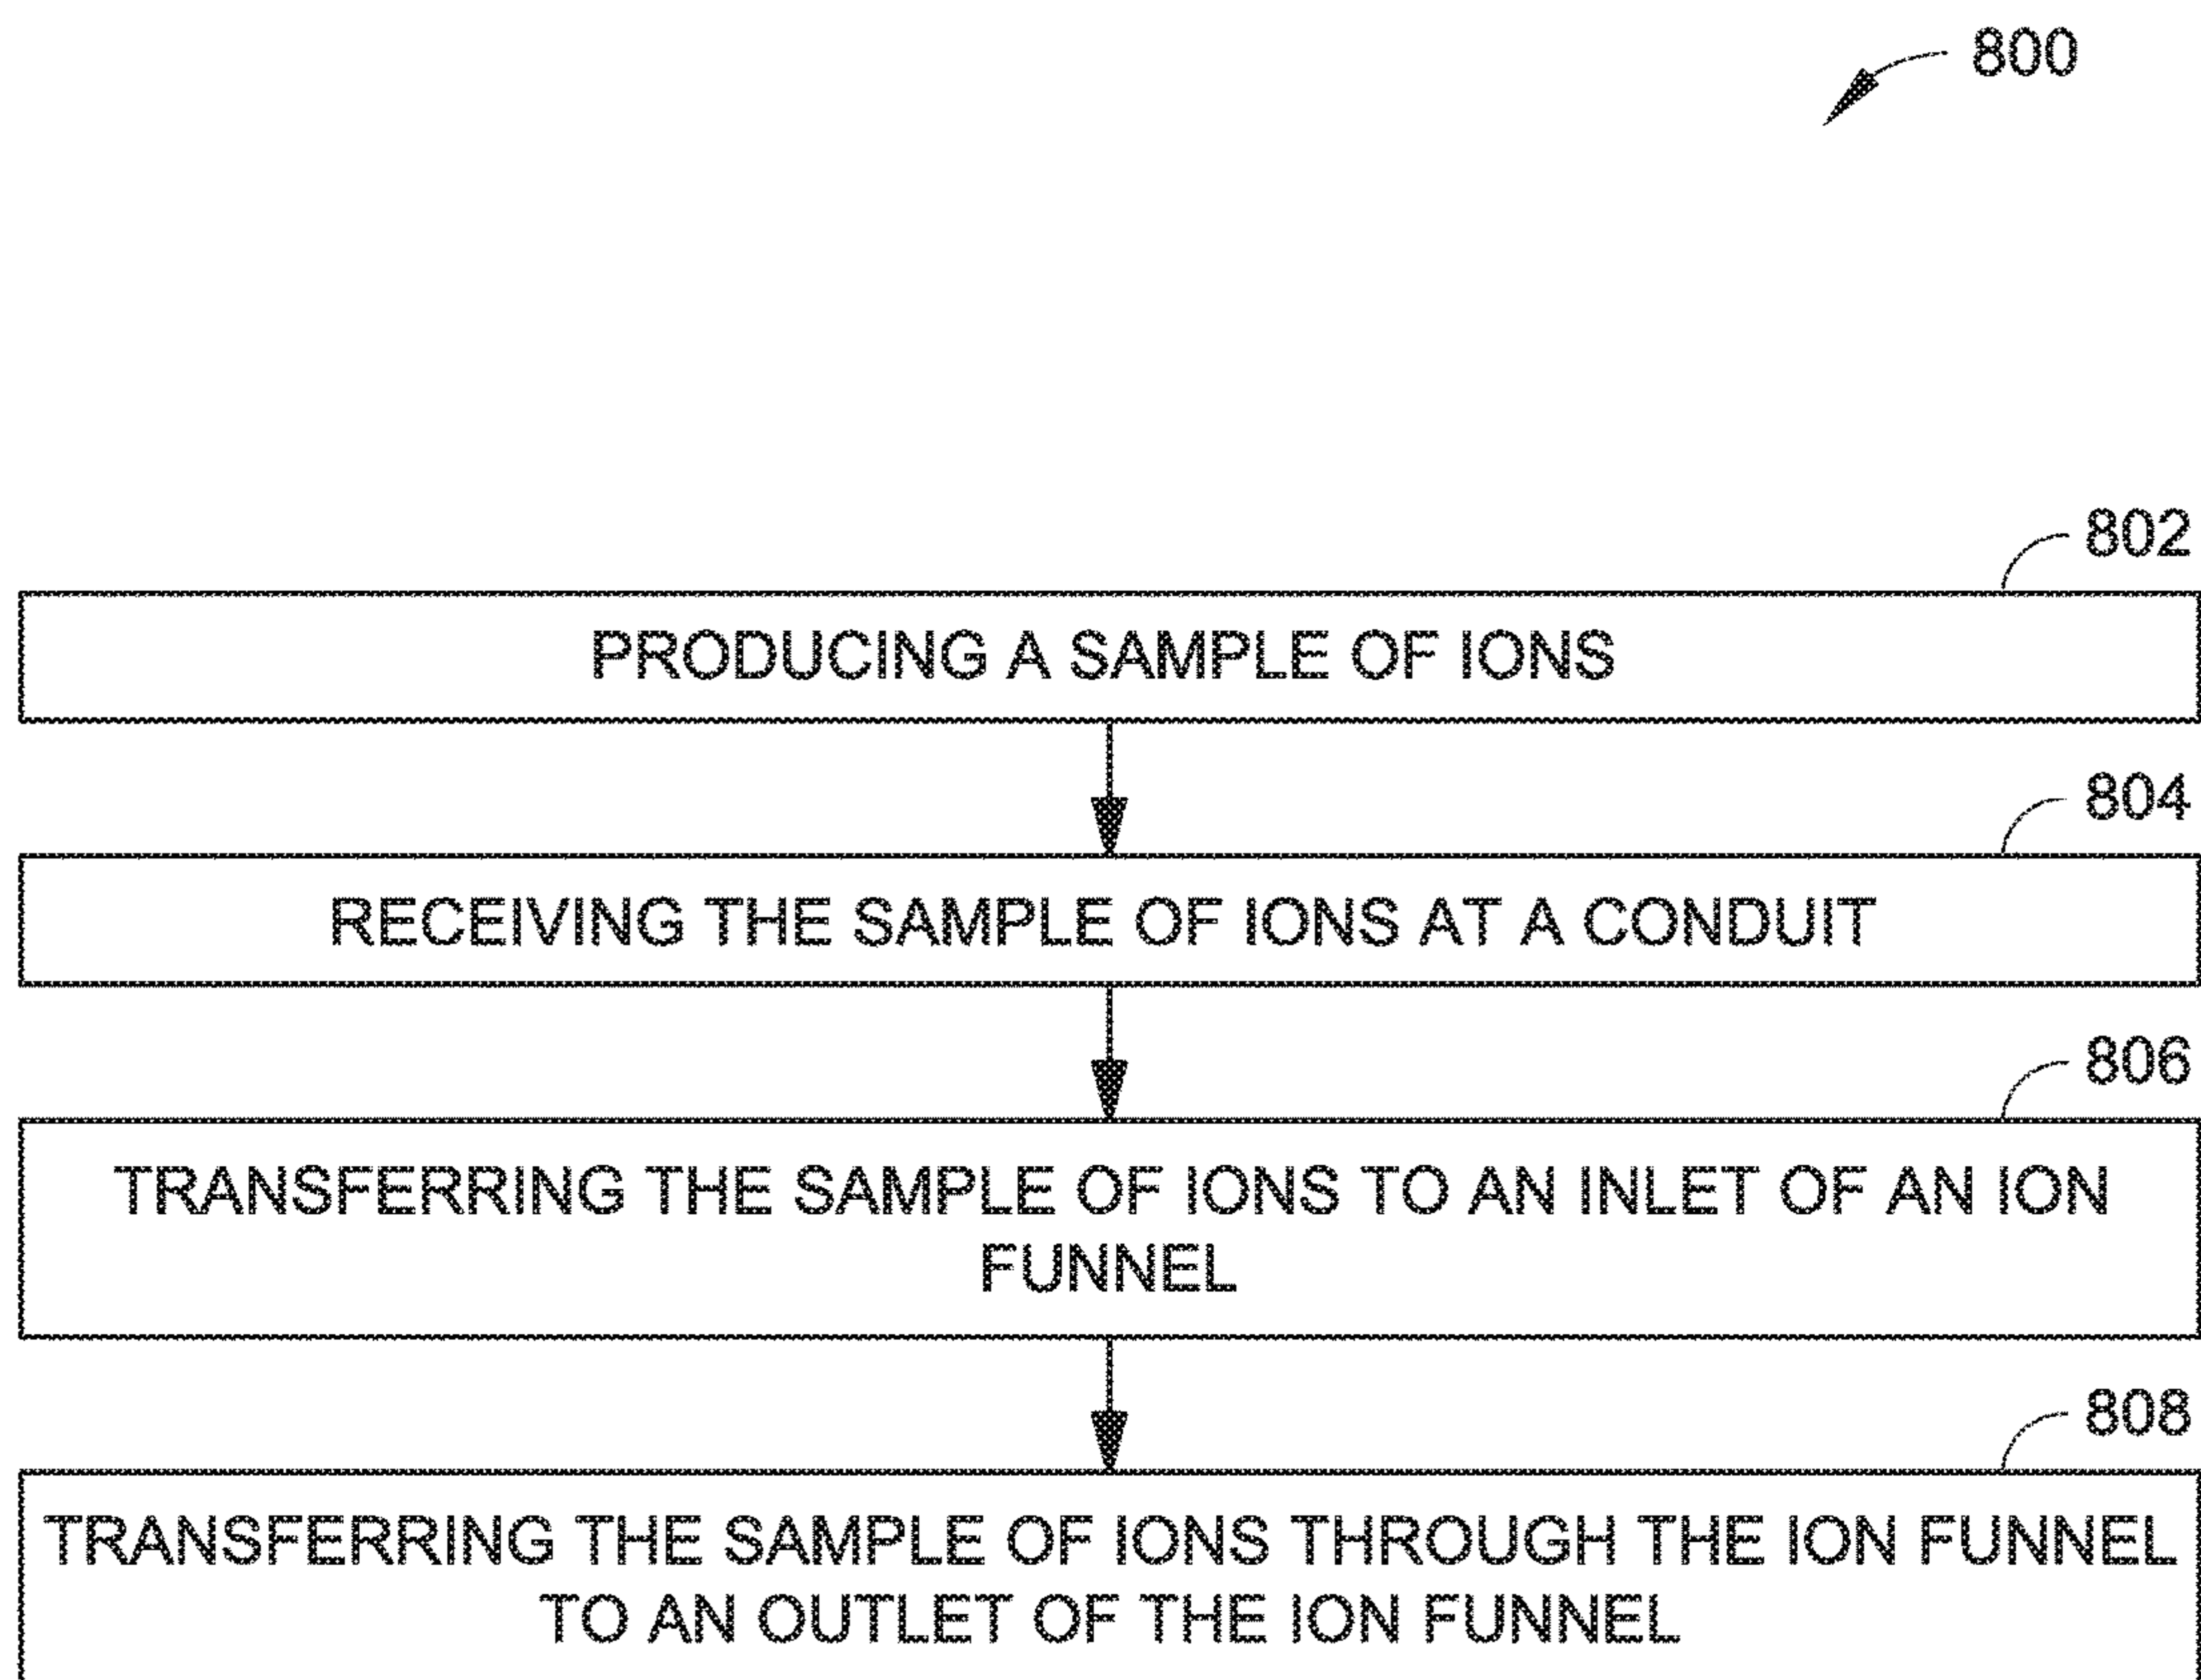 800
802
PRODUCING A SAMPLE OF IONS
804
RECEIVING THE SAMPLE OF IONS AT A CONDUIT
806
TRANSFERRING THE SAMPLE OF IONS TO AN INLET OF AN ION
FUNNEL
808
TRANSFERRING THE SAMPLE OF IONS THROUGH THE ION FUNNEL
TO AN OUTLET OF THE ION FUNNEL